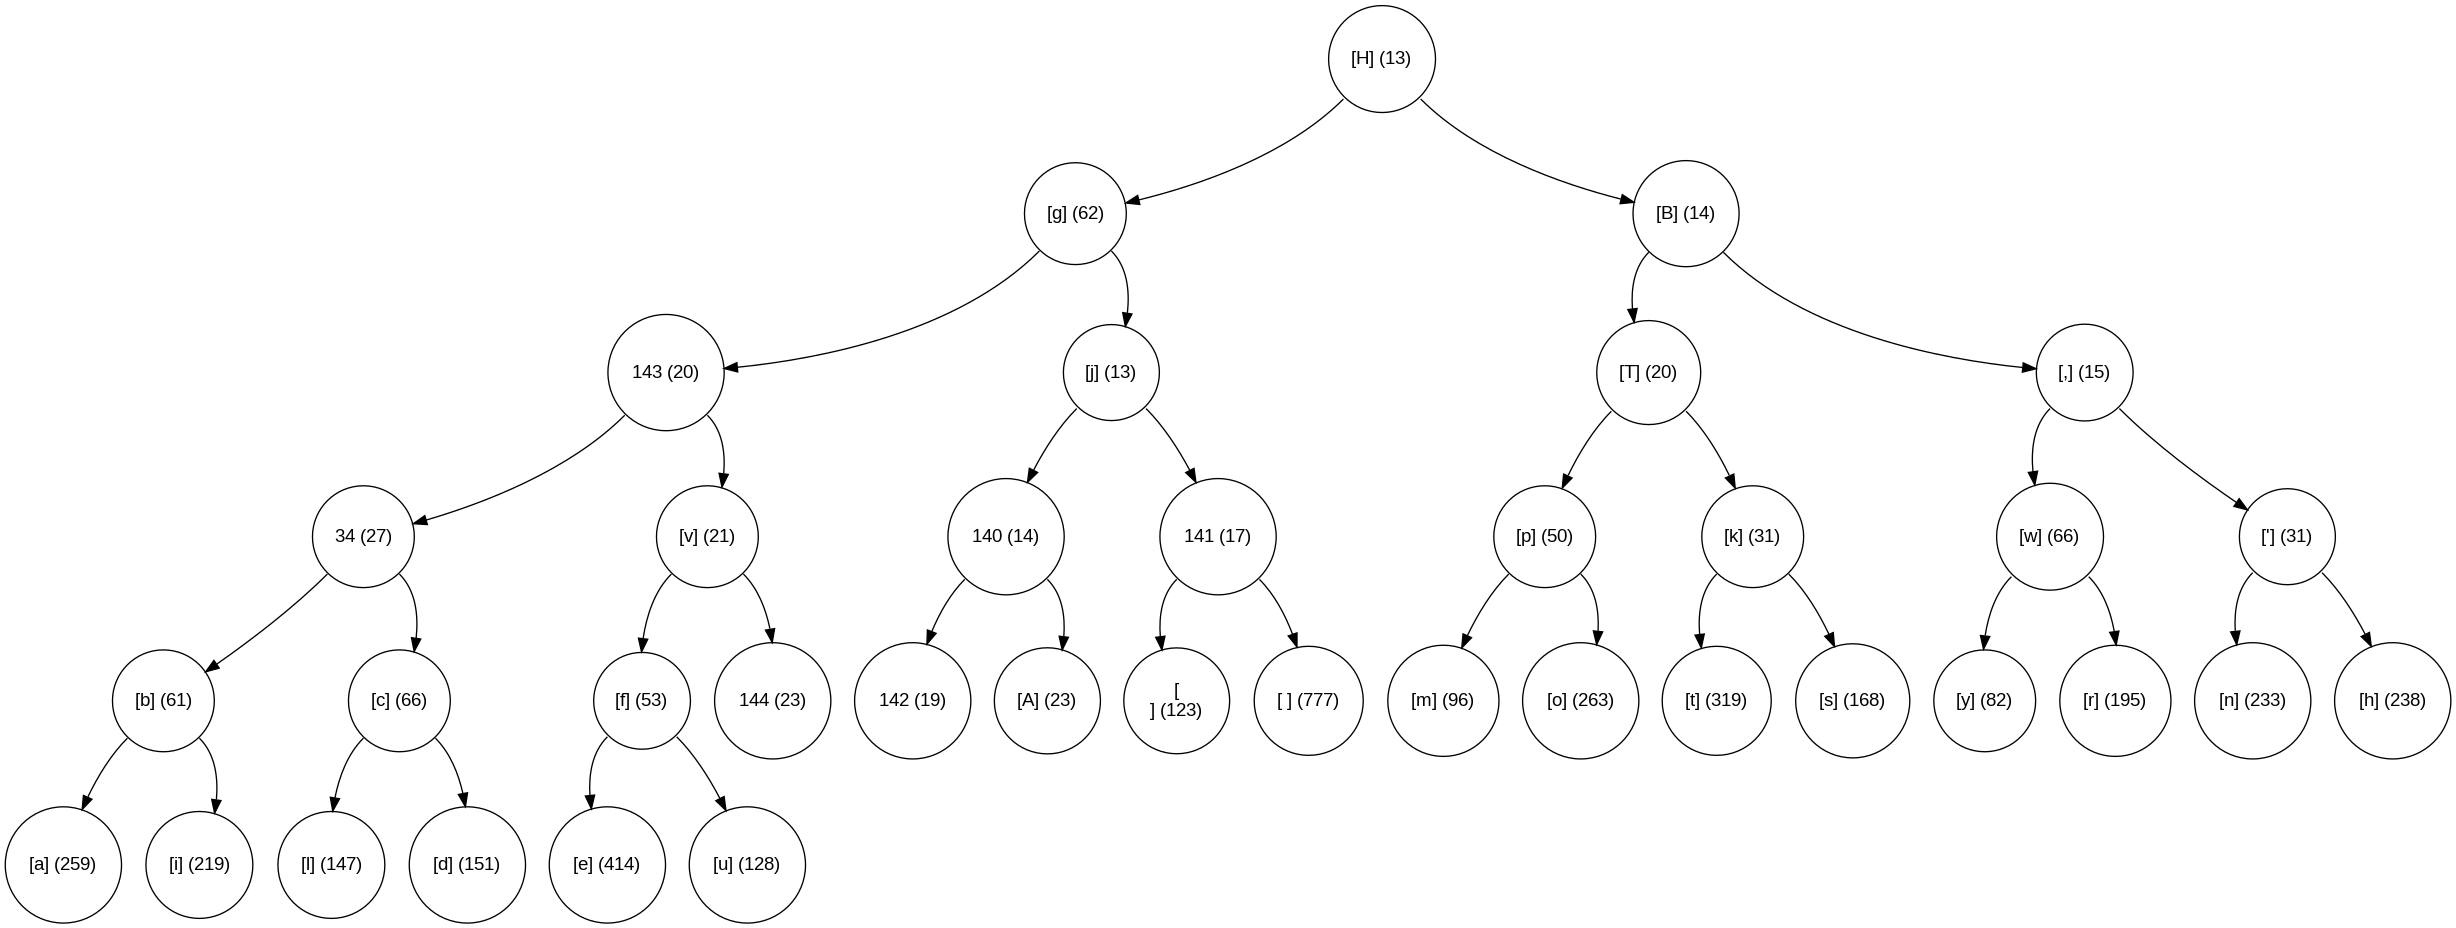 [H] (13)
[g] (62)
[B] (14)
143 (20)
[j] (13)
[T] (20)
[,] (15)
34 (27)
[v] (21)
140 (14)
141 (17)
[p] (50)
[k] (31)
[w] (66)
['] (31)
[b] (61)
[c] (66)
[f] (53)
144 (23)
142 (19)
[A] (23)
[
] (123)
[ ] (777)
[m] (96)
[o] (263)
[t] (319)
[s] (168)
[y] (82)
[r] (195)
[n] (233)
[h] (238)
[a] (259)
[i] (219)
[l] (147)
[d] (151)
[e] (414)
[u] (128)